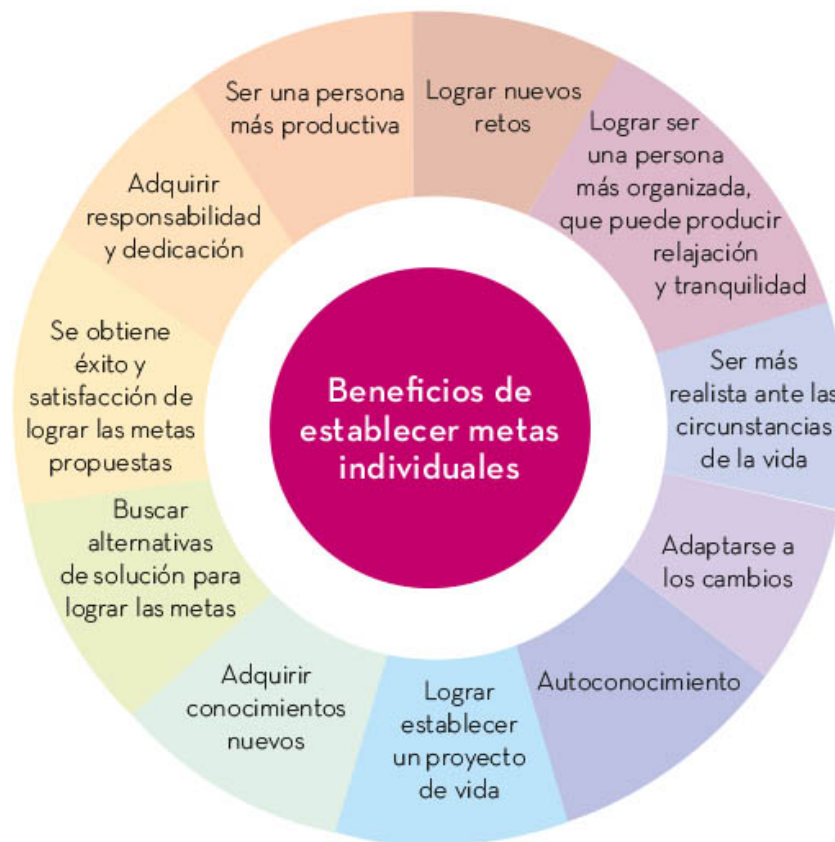 Beneficios de
establecer metas
individuales
Lograr nuevos
retos
Lograr ser
una persona
más organizada,
que puede producir
relajación
y tranquilidad
Ser más
realista ante las
circunstancias
de la vida
Adaptarse a
los cambios
Autoconocimiento
Lograr
establecer
un proyecto
de vida
Adquirir
conocimientos
nuevos
Buscar
alternativas
de solución para
lograr las metas
Se obtiene
éxito y
satisfacción de
lograr las metas
propuestas
Adquirir
responsabilidad
y dedicación
Ser una persona
más productiva